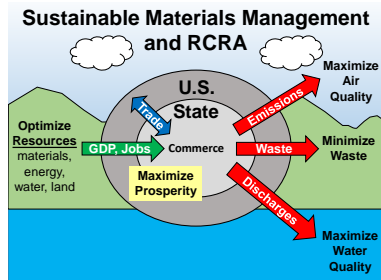 Sustainable Materials Management
and RCRA
Maximize
Air
Quality
U.S.
State
Trade
Emissions
Optimize
Resources
materials,
energy,
water, land
GDP, Jobs
Commerce
Waste
Minimize
Waste
Maximize
Prosperity
Discharges
Maximize
Water
Quality